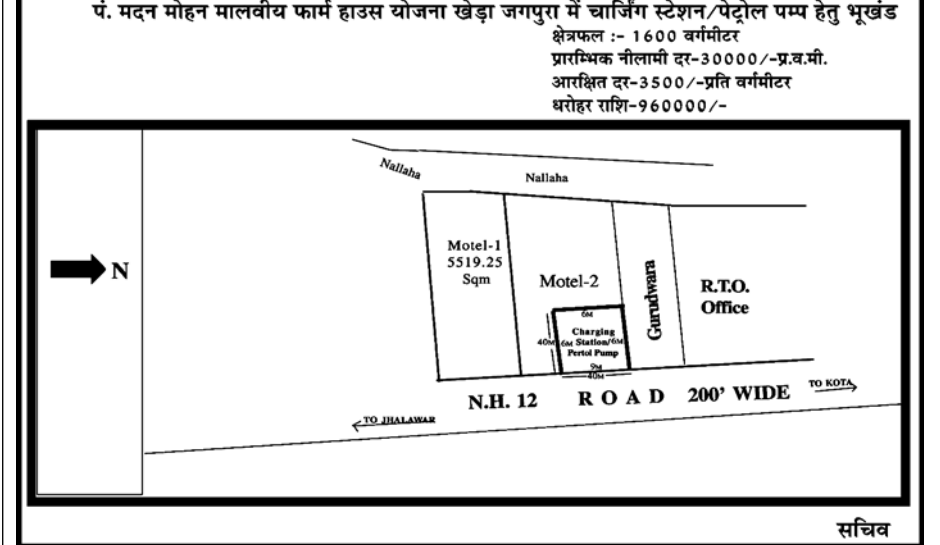 पं. मदन मोहन मालवीय फार्म हाउस योजना खेड़ा जगपुरा में चार्जिंग स्टेशन/पेट्रोल पम्प हेतु भूखंड
क्षेत्रफल :- 1600 वर्गमीटर
प्रारम्भिक नीलामी दर-30000/-प्र.व.मी.
आरक्षित दर-3500/-प्रति वर्गमीटर
धरोहर राशि-960000/-
Nallaha
Nallaha
N
Motel-1
5519.25
Sqm
Motel-2
Gurudwara
R.T.O.
Office
6M
Charging
40M 6M Station/6M
Pertol Pump
9M
40M
N.H. 12 ROAD 200' WIDE
TO KOTA
TO JHALAWAR
सचिव